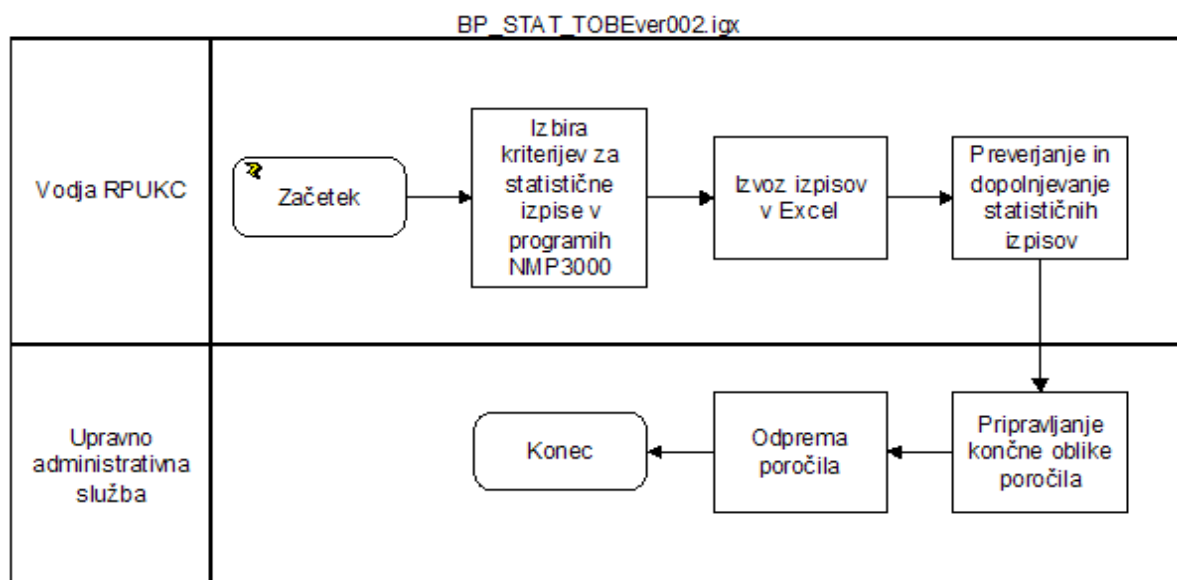 BP_STAT_TOBEver002.igx
Vodja RPUKC
Začetek
Izbira
kriterijev za
statistične
izpise v
programih
NMP3000
Izvoz izpisov
v Excel
Preverjanje in
dopolnjevanje
statističnih
izpisov
Upravno
administrativna
služba
Konec
Odprema
poročila
Pripravljanje
končne oblike
poročila